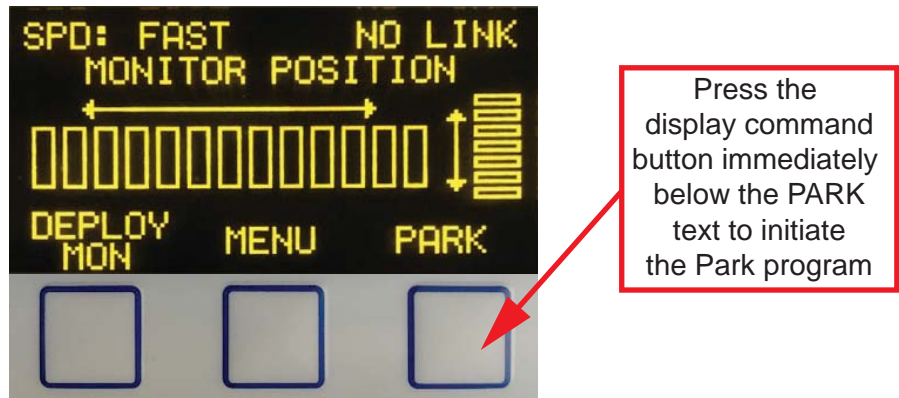 SPD: FAST NO LINK
MONITOR POSITION
DEPLOY
MON
MENU
PARK
Press the
display command
button immediately
below the PARK
text to initiate
the Park program